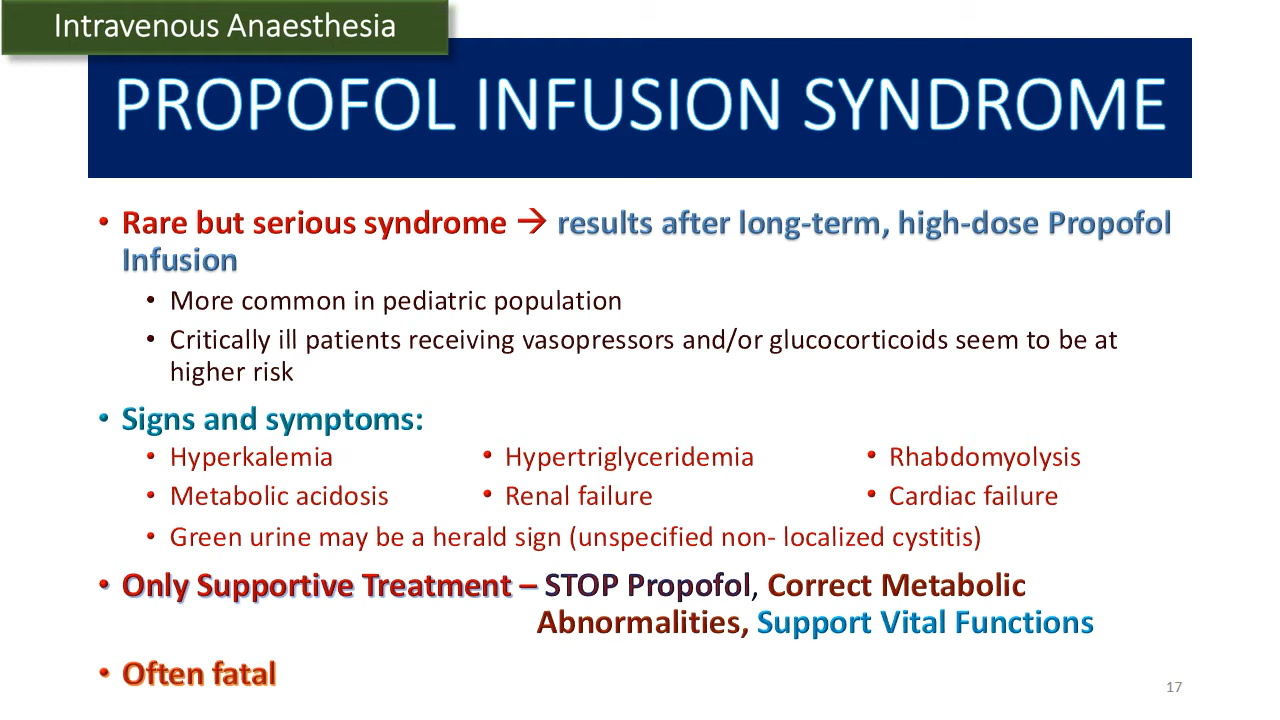 Intravenous Anaesthesia
PROPOFOL INFUSION SYNDROME
• Rare but serious syndrome → results after long-term, high-dose Propofol
Infusion
• More common in pediatric population
• Critically ill patients receiving vasopressors and/or glucocorticoids seem to be at
higher risk
• Signs and symptoms:
• Hyperkalemia • Hypertriglyceridemia • Rhabdomyolysis
• Metabolic acidosis • Renal failure • Cardiac failure
• Green urine may be a herald sign (unspecified non- localized cystitis)
• Only Supportive Treatment – STOP Propofol, Correct Metabolic
Abnormalities, Support Vital Functions
• Often fatal
17